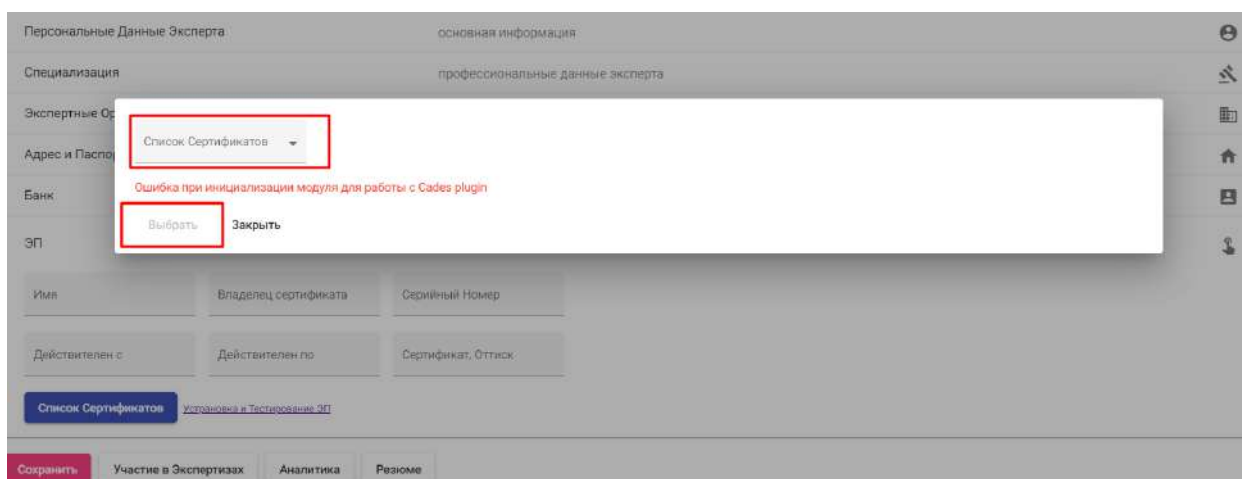 Персональные Данные Эксперта основная информация
Специализация профессиональные данные эксперта
Экспертные Ор
Список Сертификатов
Адрес и Паспо
Ошибка при инициализации модуля для работы с Cades plugin
Банк
Выбрать Закрыть
ЭП
Имя Владелец сертификата Серийный Номер
Действителен с Действителен по Сертификат, Оттиск
Список Сертификатов Установка и Тестирование ЭП
Сохранить Участие в Экспертизах Аналитика Резюме